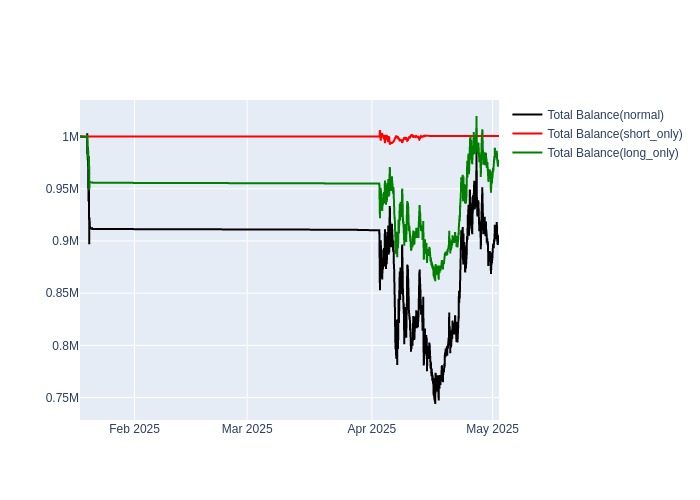 Total Balance(normal)
Total Balance(short_only)
Total Balance(long_only)
1M
0.95M
0.9M
0.85M
0.8M
0.75M
Feb 2025
Mar 2025
Apr 2025
May 2025